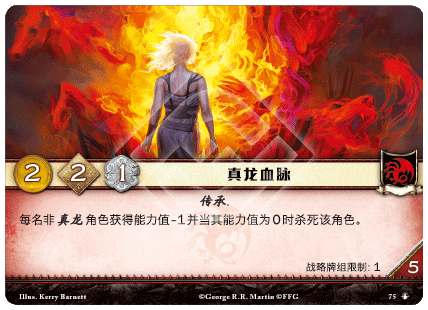 2 2 1 真龙血脉
传承.
每名非 真龙 角色获得能力值-1并当其能力值为0时杀死该角色。
战略牌组限制: 1
5
Illus. Kerry Barnett ©George R.R. Martin ©FFG 75